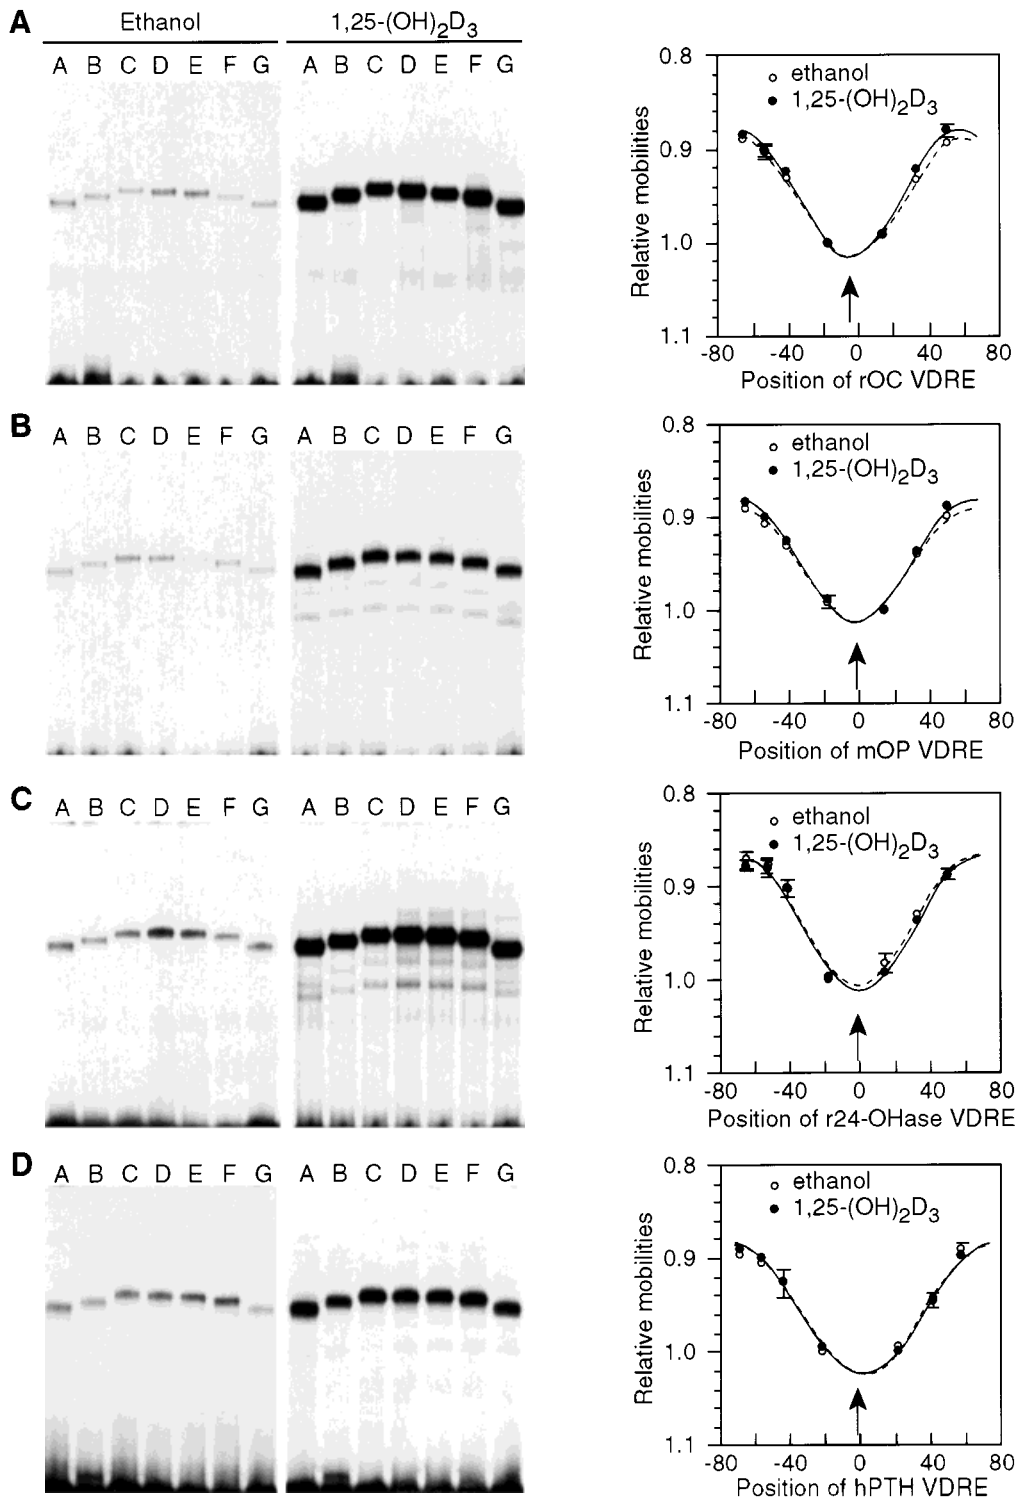 A
Ethanol
1,25-(OH)2D3
A B C D E F G
A B C D E F G
ethanol
1,25-(OH)2D3
Relative mobilities
0.8
0.9
1.0
1.1
-80 -40 0 40 80
Position of rOC VDRE
B
A B C D E F G
A B C D E F G
ethanol
1,25-(OH)2D3
Relative mobilities
0.8
0.9
1.0
1.1
-80 -40 0 40 80
Position of mOP VDRE
C
A B C D E F G
A B C D E F G
ethanol
1,25-(OH)2D3
Relative mobilities
0.8
0.9
1.0
1.1
-80 -40 0 40 80
Position of r24-OHase VDRE
D
A B C D E F G
A B C D E F G
ethanol
1,25-(OH)2D3
Relative mobilities
0.8
0.9
1.0
1.1
-80 -40 0 40 80
Position of hPTH VDRE